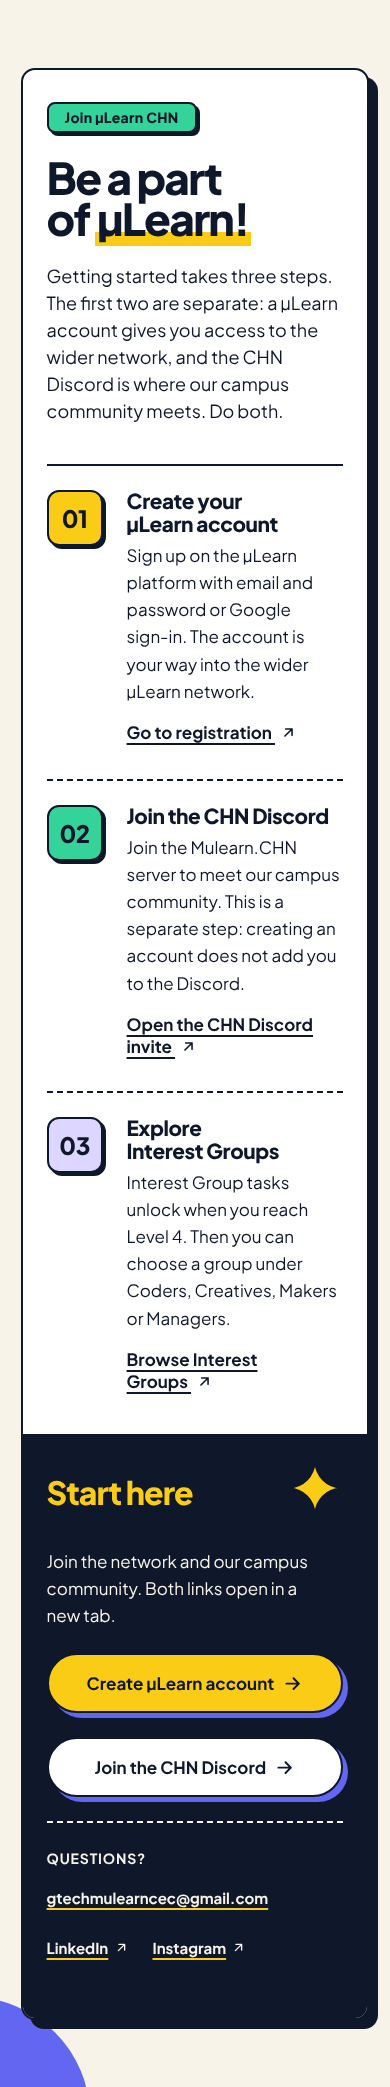 Join µLearn CHN
Be a part
of µLearn!
Getting started takes three steps.
The first two are separate: a µLearn
account gives you access to the
wider network, and the CHN
Discord is where our campus
community meets. Do both.
01
Create your
µLearn account
Sign up on the µLearn
platform with email and
password or Google
sign-in. The account is
your way into the wider
µLearn network.
Go to registration ↗
02
Join the CHN Discord
Join the Mulearn.CHN
server to meet our campus
community. This is a
separate step: creating an
account does not add you
to the Discord.
Open the CHN Discord
invite ↗
03
Explore
Interest Groups
Interest Group tasks
unlock when you reach
Level 4. Then you can
choose a group under
Coders, Creatives, Makers
or Managers.
Browse Interest
Groups ↗
Start here
Join the network and our campus
community. Both links open in a
new tab.
Create µLearn account →
Join the CHN Discord →
QUESTIONS?
gtechmulearncec@gmail.com
LinkedIn ↗ Instagram ↗